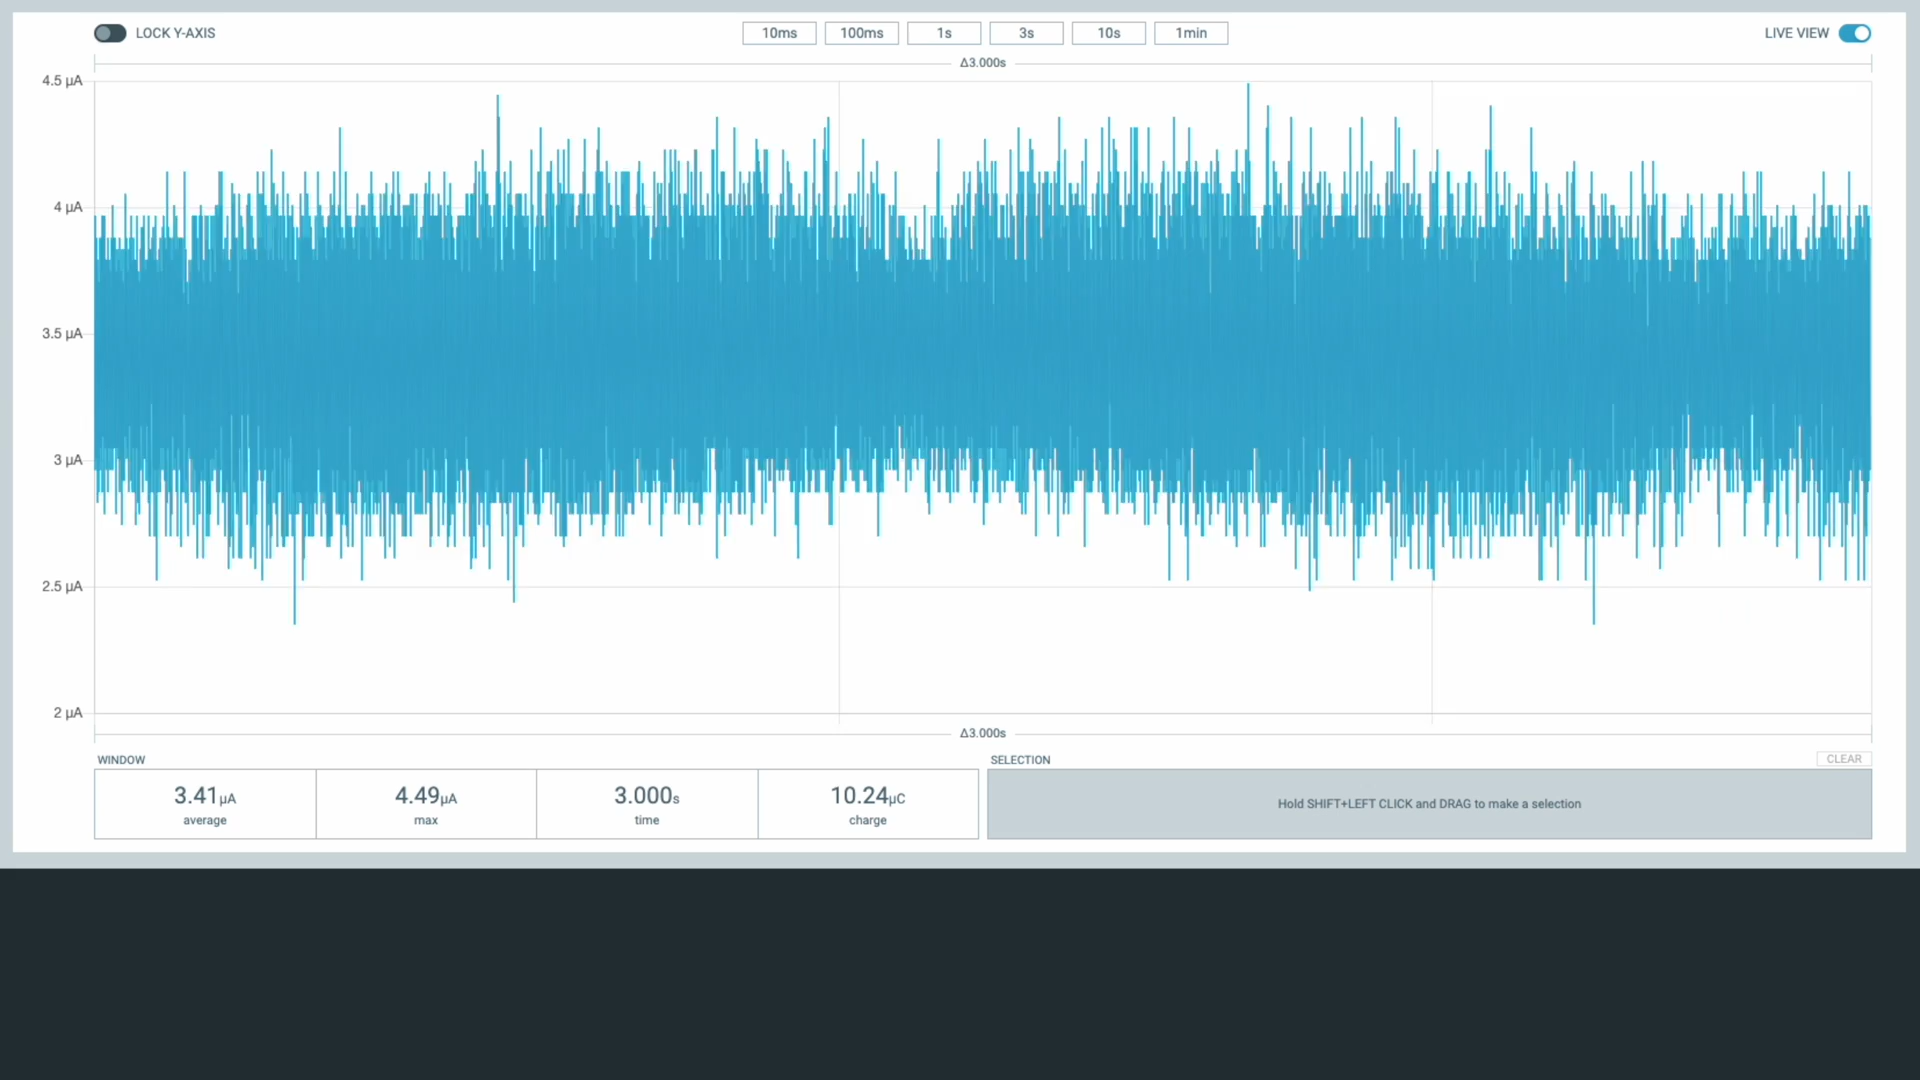 LOCK Y-AXIS 10ms 100ms 1s 3s 10s 1min LIVE VIEW
Δ3.000s
4.5 µA
4 µA
3.5 µA
3 µA
2.5 µA
2 µA
Δ3.000s
WINDOW SELECTION CLEAR
3.41µA 4.49µA 3.000s 10.24µC
average max time charge
Hold SHIFT+LEFT CLICK and DRAG to make a selection